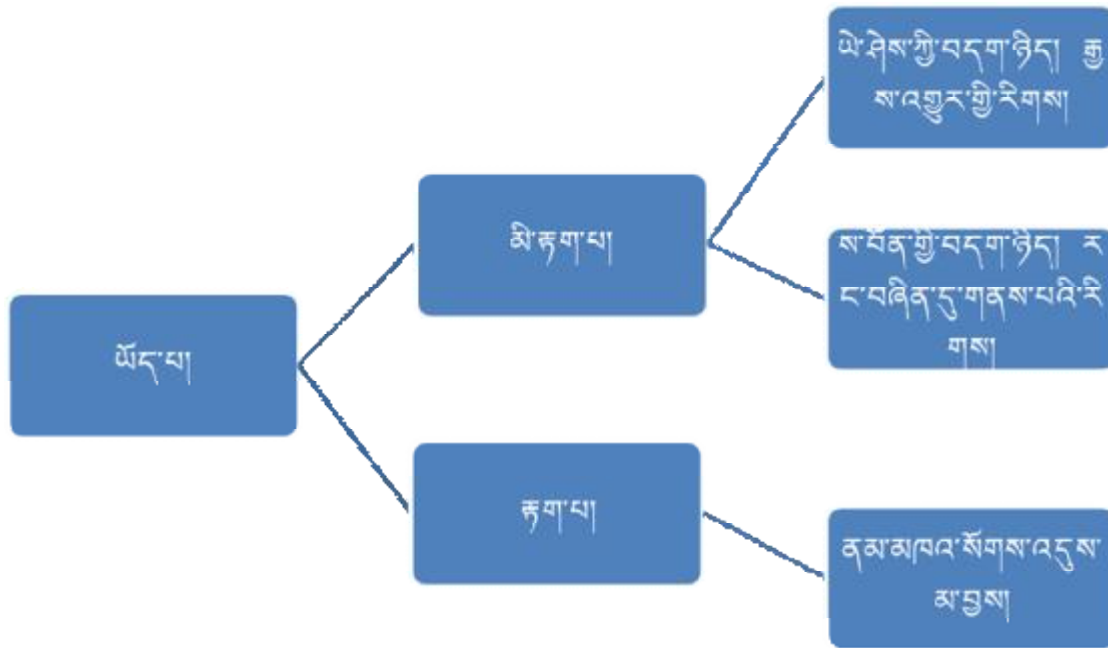 ཡོད་པ།
མི་རྟག་པ།
རྟག་པ།
ཡེ་ཤེས་ཀྱི་བདག་ཉིད། རྒྱ
ས་འགྱུར་གྱི་རིགས།
ས་བོན་གྱི་བདག་ཉིད། ར
ང་བཞིན་དུ་གནས་པའི་རི
གས།
ནམ་མཁའ་སོགས་འདུས་
མ་བྱས།